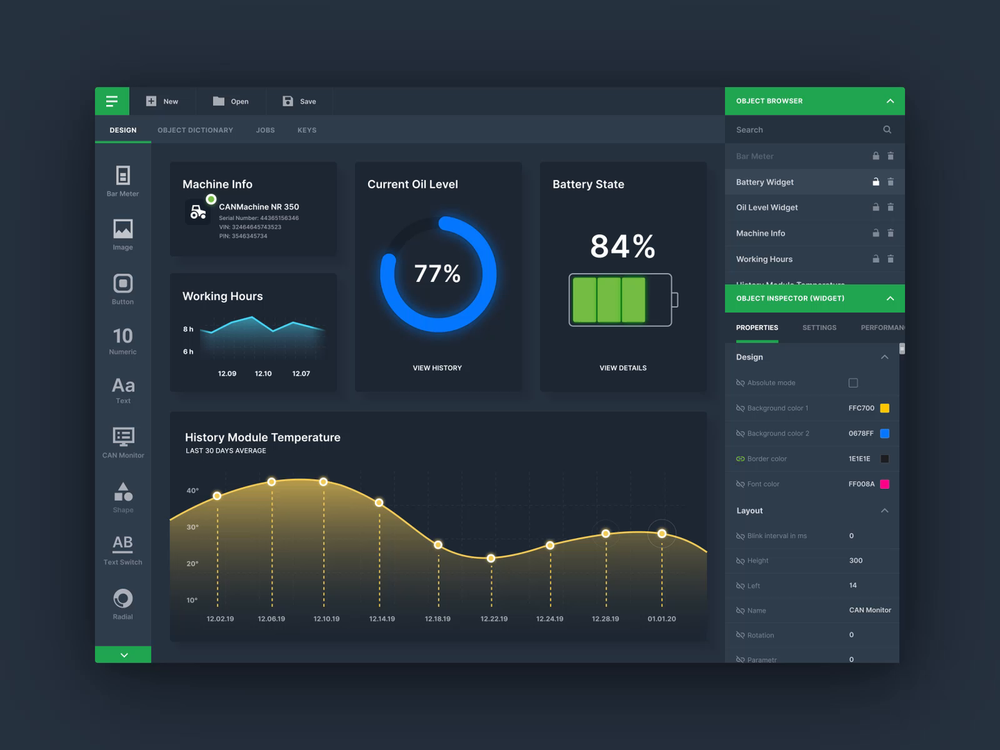 New
Open
Save
OBJECT BROWSER
DESIGN
OBJECT DICTIONARY
JOBS
KEYS
Search
Bar Meter
Image
Button
10
Numeric
Aa
Text
CAN Monitor
Shape
AB
Text Switch
Radial
Machine Info
CANMachine NR 350
Serial Number: 44365156346
VIN: 32464645743523
PIN: 3546345734
Working Hours
8 h
6 h
12.09
12.10
12.07
Current Oil Level
77%
VIEW HISTORY
Battery State
84%
VIEW DETAILS
History Module Temperature
LAST 30 DAYS AVERAGE
40°
30°
20°
10°
12.02.19
12.06.19
12.10.19
12.14.19
12.18.19
12.22.19
12.24.19
12.28.19
01.01.20
Bar Meter
Battery Widget
Oil Level Widget
Machine Info
Working Hours
History Module Temperature
OBJECT INSPECTOR (WIDGET)
PROPERTIES
SETTINGS
PERFORMAN
Design
Absolute mode
Background color 1 FFC700
Background color 2 0678FF
Border color 1E1E1E
Font color FF008A
Layout
Blink interval in ms 0
Height 300
Left 14
Name CAN Monitor
Rotation 0
Parametr 0